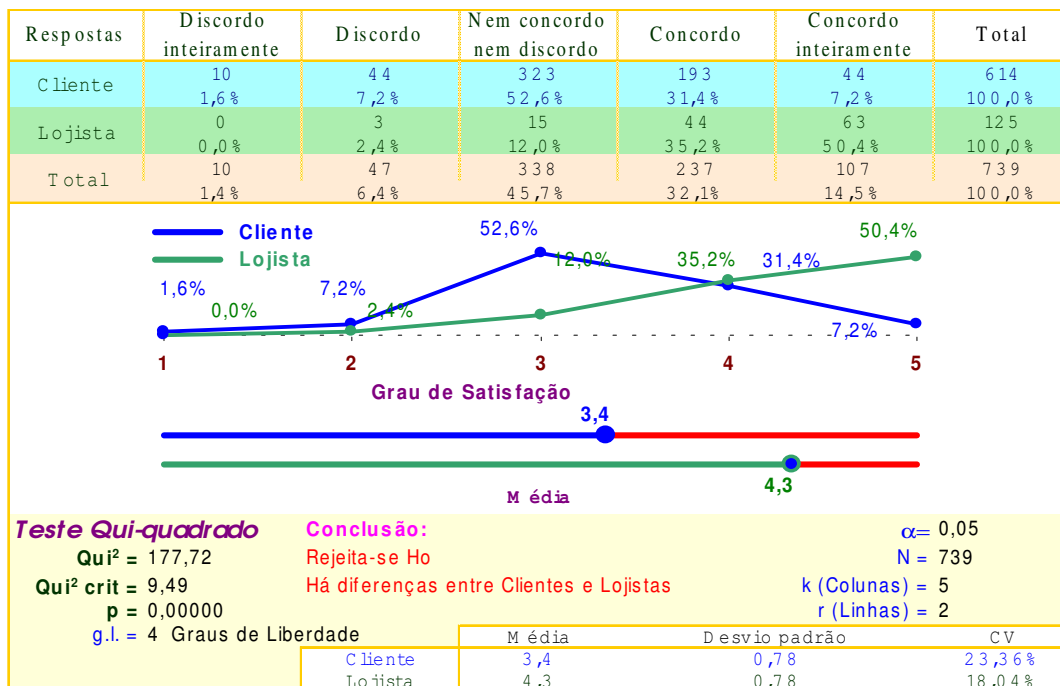 Respostas Discordo inteiramente Discordo Nem concordo nem discordo Concordo Concordo inteiramente Total
Cliente 10 44 323 193 44 614
1,6% 7,2% 52,6% 31,4% 7,2% 100,0%
Lojista 0 3 15 44 63 125
0,0% 2,4% 12,0% 35,2% 50,4% 100,0%
Total 10 47 338 237 107 739
1,4% 6,4% 45,7% 32,1% 14,5% 100,0%
Cliente
Lojista
52,6% 50,4%
12,0% 35,2% 31,4%
1,6% 7,2%
0,0% 2,4%
7,2%
1 2 3 4 5
Grau de Satisfação
3,4
4,3
Média
Teste Qui-quadrado Conclusão: α= 0,05
Qui² = 177,72 Rejeita-se Ho N = 739
Qui² crit = 9,49 Há diferenças entre Clientes e Lojistas k (Colunas) = 5
p = 0,00000 r (Linhas) = 2
g.l. = 4 Graus de Liberdade
Média Desvio padrão CV
Cliente 3,4 0,78 23,36%
Lojista 4,3 0,78 18,04%